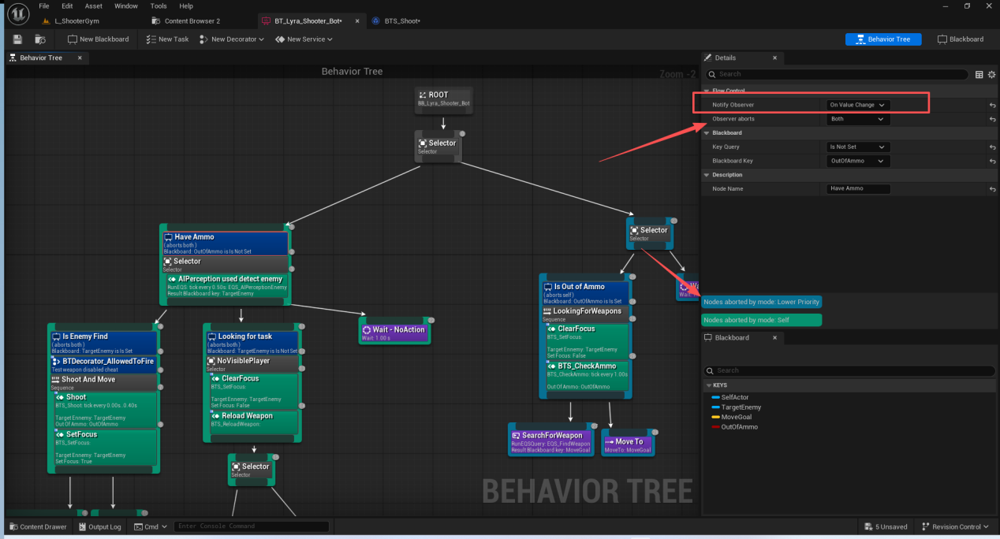 File Edit Asset Window Tools Help
L_ShooterGym
Content Browser 2
BT_Lyra_Shooter_Bot*
BTS_Shoot*
New Blackboard
New Task
New Decorator
New Service
Behavior Tree
Blackboard
Behavior Tree
Behavior Tree
Zoom -2
ROOT
BB_Lyra_Shooter_Bot
Selector
Selector
Have Ammo
( aborts both )
Blackboard: OutOfAmmo is Is Not Set
Selector
Selector
AIPerception used detect enemy
RunEQS: tick every 0.50s: EQS_AIPerceptionEnemy
Result Blackboard key: TargetEnemy
Is Enemy Find
( aborts both )
Blackboard: TargetEnemy is Is Set
BTDecorator_AllowedToFire
Test weapon disabled cheat
Shoot And Move
Sequence
Shoot
BTS_Shoot: tick every 0.00s..0.40s
Target Ennemy: TargetEnemy
Out Of Ammo: OutOfAmmo
SetFocus
BTS_SetFocus:
Target Ennemy: TargetEnemy
Set Focus: True
Looking for task
( aborts both )
Blackboard: TargetEnemy is Is Not Set
NoVisiblePlayer
Selector
ClearFocus
BTS_SetFocus:
Target Ennemy: TargetEnemy
Set Focus: False
Reload Weapon
BTS_ReloadWeapon:
Selector
Selector
Wait - NoAction
Wait: 1.00 s
Selector
Selector
Is Out of Ammo
( aborts self )
Blackboard: OutOfAmmo is Is Set
LookingForWeapons
Sequence
ClearFocus
BTS_SetFocus:
Target Ennemy: TargetEnemy
Set Focus: False
BTS_CheckAmmo
BTS_CheckAmmo: tick every 1.00s
Out Of Ammo: OutOfAmmo
SearchForWeapon
RunEQSQuery: EQS_FindWeapon
Result Blackboard key: MoveGoal
Move To
MoveTo: MoveGoal
BEHAVIOR TREE
Details
Search
Flow Control
Notify Observer
On Value Change
Observer aborts
Both
Blackboard
Key Query
Is Not Set
Blackboard Key
OutOfAmmo
Description
Node Name
Have Ammo
Nodes aborted by mode: Lower Priority
Nodes aborted by mode: Self
Blackboard
Search
KEYS
SelfActor
TargetEnemy
MoveGoal
OutOfAmmo
Content Drawer
Output Log
Cmd
Enter Console Command
5 Unsaved
Revision Control